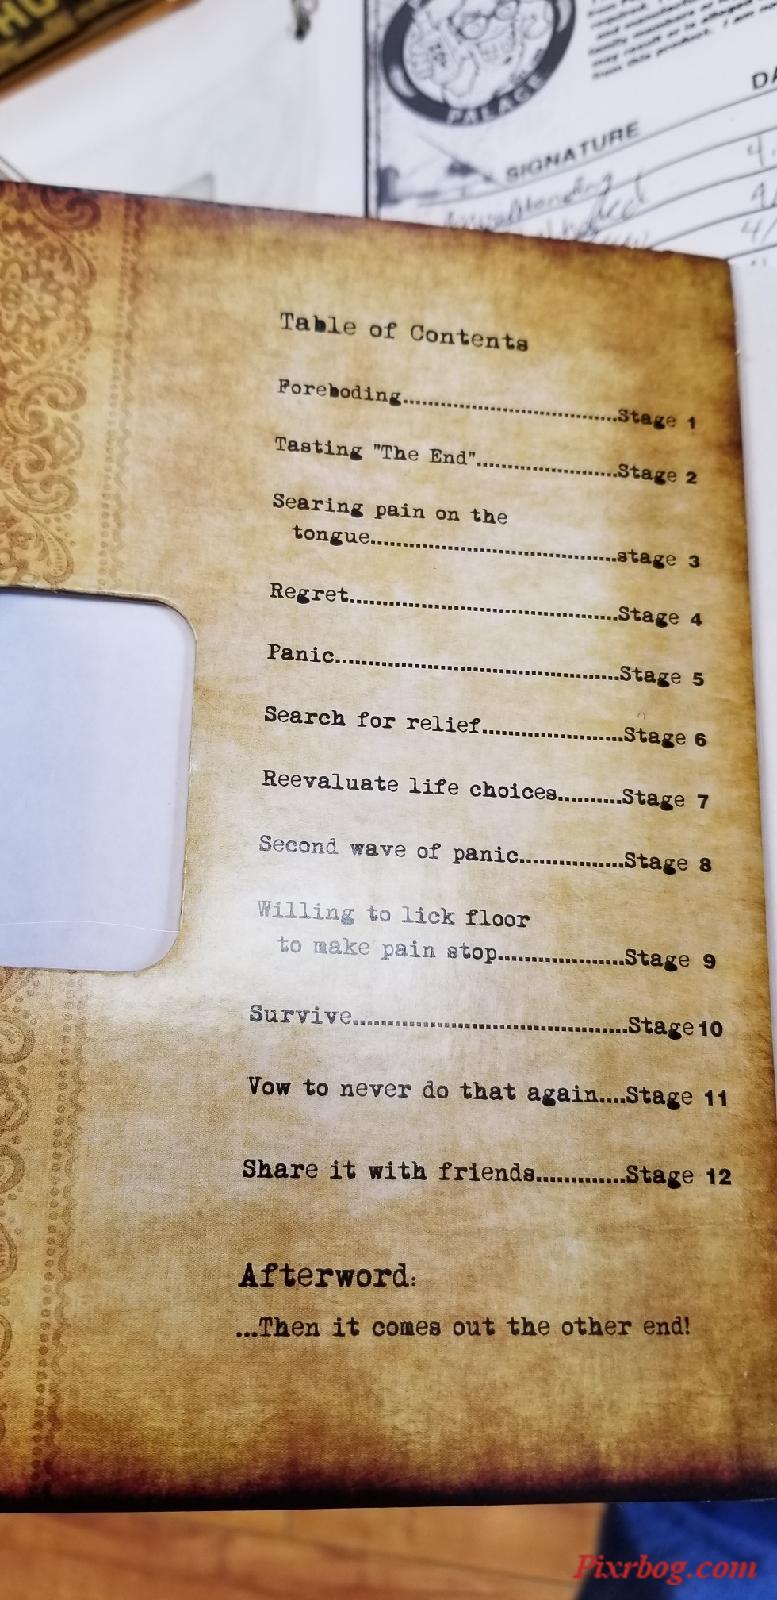 PALACE
DA
SIGNATURE
Table of Contents
Foreboding....................................Stage 1
Tasting "The End".......................Stage 2
Searing pain on the
tongue.........................................stage 3
Regret.............................................Stage 4
Panic...............................................Stage 5
Search for relief.......................Stage 6
Reevaluate life choices..........Stage 7
Second wave of panic.................Stage 8
Willing to lick floor
to make pain stop.....................Stage 9
Survive.............................................Stage10
Vow to never do that again....Stage 11
Share it with friends..............Stage 12
Afterword:
...Then it comes out the other end!
Pixrbog.com